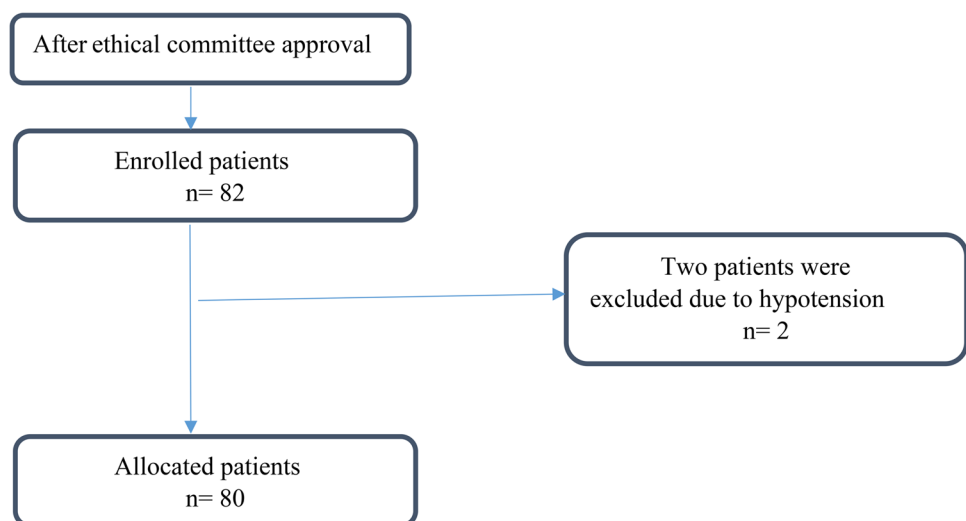 After ethical committee approval
Enrolled patients
n= 82
Two patients were
excluded due to hypotension
n= 2
Allocated patients
n= 80